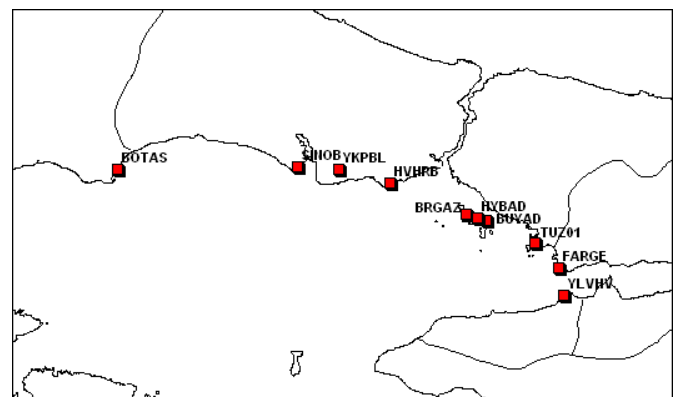 BOTAS
SINOB
YKPBL
HVHRB
BRGAZ
HYBAD
BUYAD
TUZ01
FARGE
YLVHV